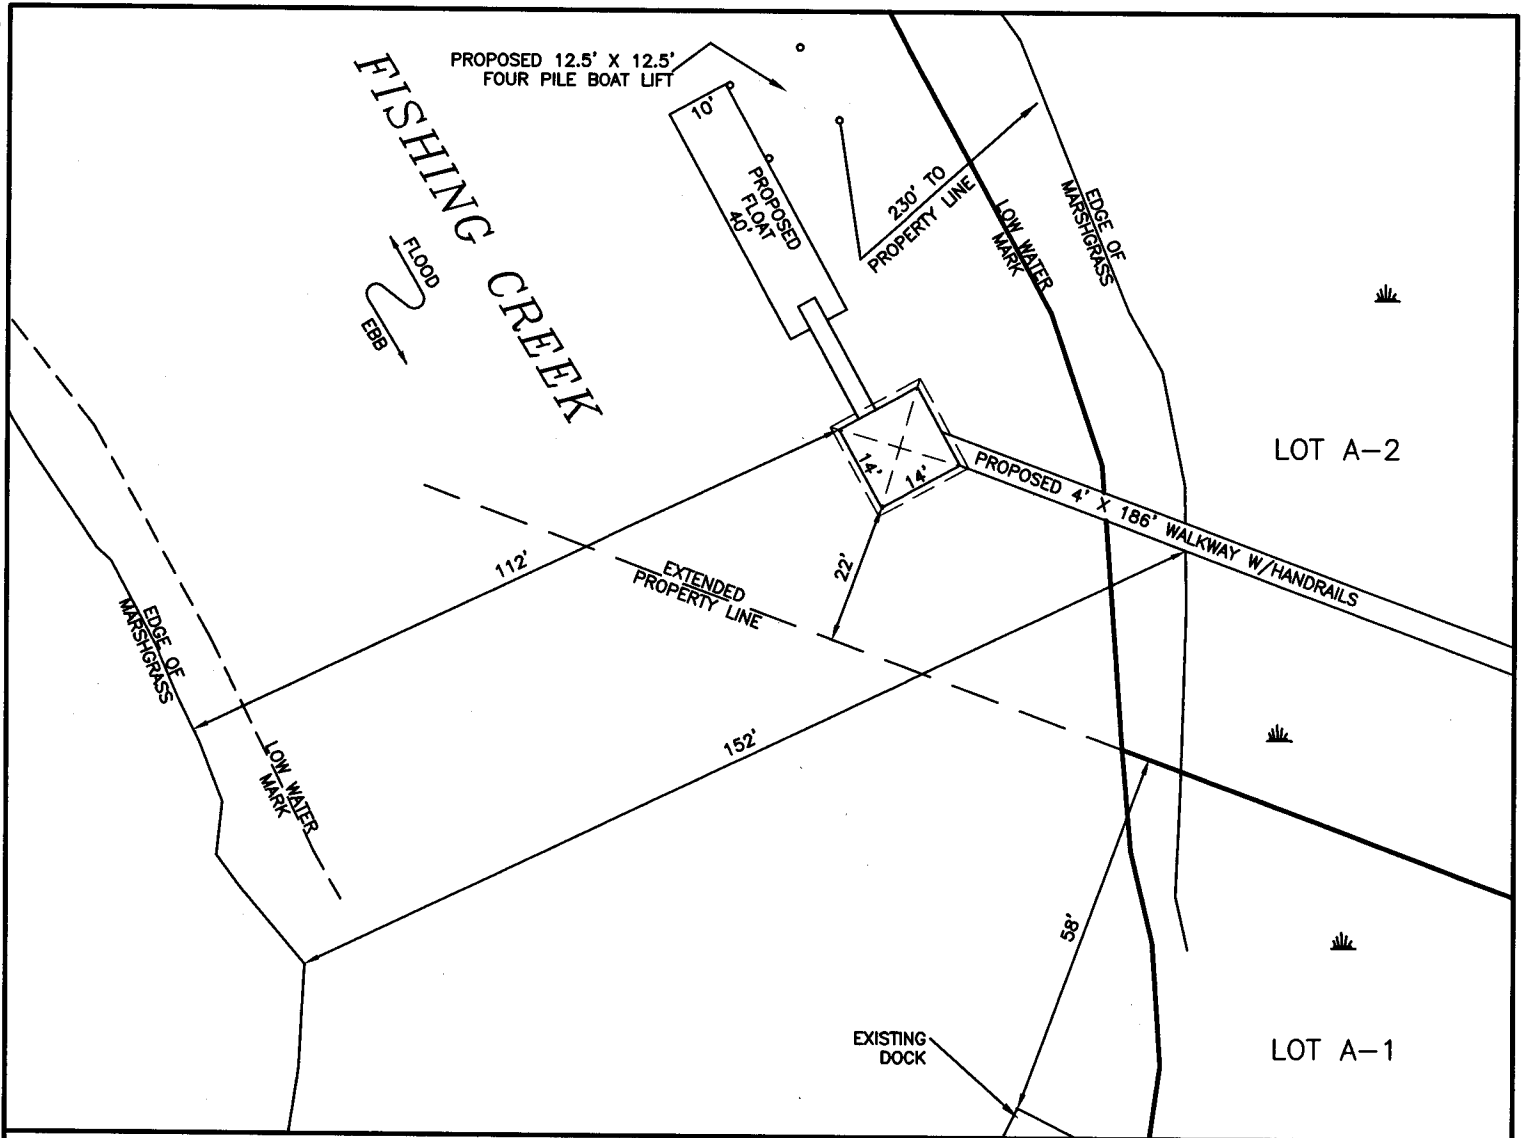 PROPOSED 12.5' X 12.5'
FOUR PILE BOAT LIFT
FISHING CREEK
10'
PROPOSED
FLOAT
40'
230' TO
PROPERTY LINE
LOW WATER
MARK
EDGE OF
MARSHGRASS
FLOOD
EBB
LOT A-2
14'
14'
PROPOSED 4' X 186' WALKWAY W/HANDRAILS
112'
EXTENDED
PROPERTY LINE
22'
EDGE OF
MARSHGRASS
LOW WATER
MARK
152'
58'
EXISTING
DOCK
LOT A-1